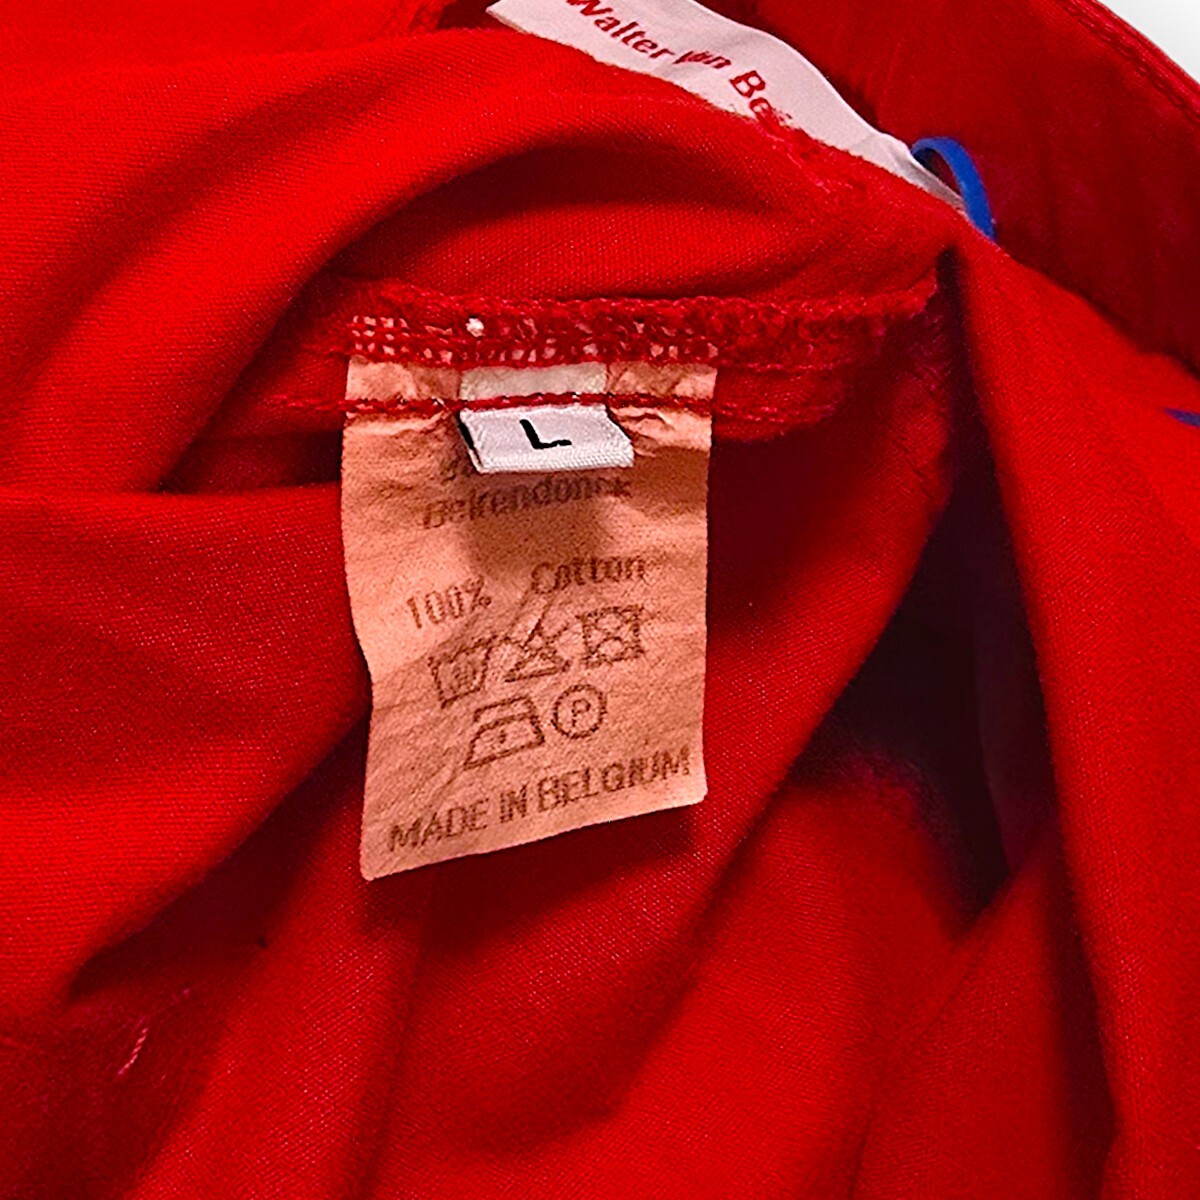 Walter Van Be
L
Beirendonck
100% Cotton
P
MADE IN BELGIUM